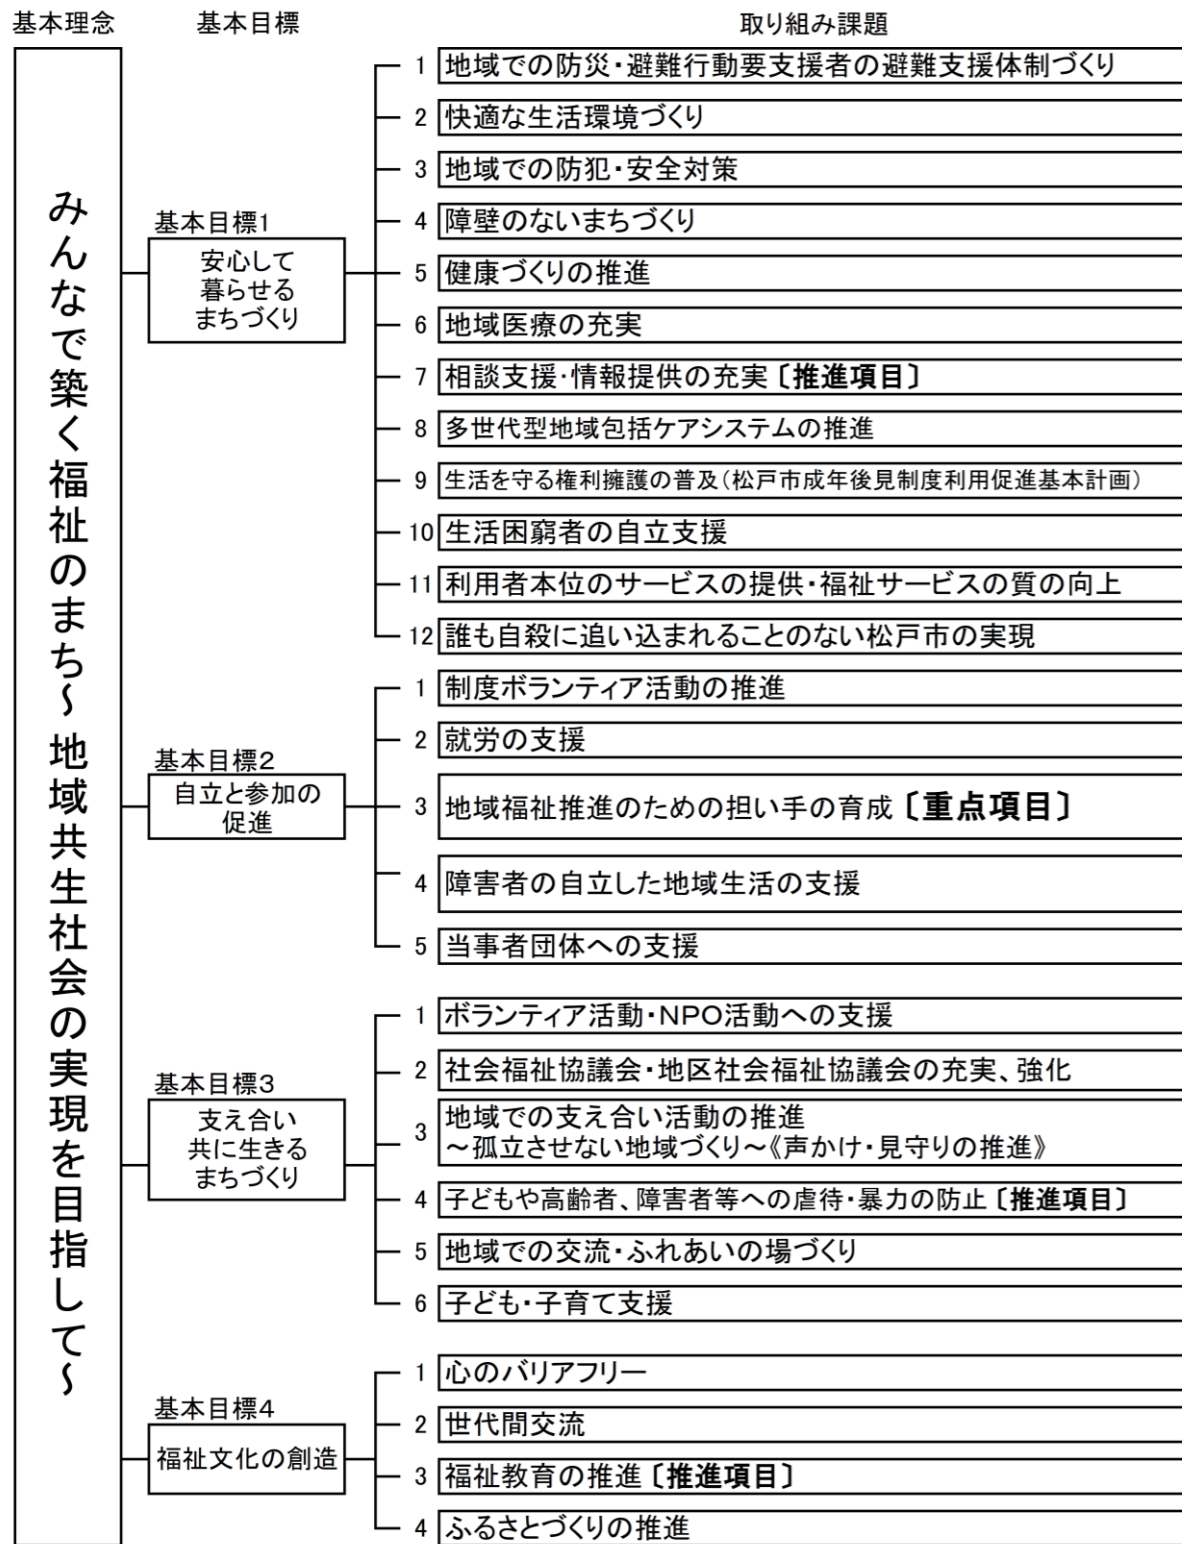 基本理念 基本目標 取り組み課題
みんなで築く福祉のまち～地域共生社会の実現を目指して～
基本目標1
安心して
暮らせる
まちづくり
1 地域での防災・避難行動要支援者の避難支援体制づくり
2 快適な生活環境づくり
3 地域での防犯・安全対策
4 障壁のないまちづくり
5 健康づくりの推進
6 地域医療の充実
7 相談支援・情報提供の充実〔推進項目〕
8 多世代型地域包括ケアシステムの推進
9 生活を守る権利擁護の普及(松戸市成年後見制度利用促進基本計画)
10 生活困窮者の自立支援
11 利用者本位のサービスの提供・福祉サービスの質の向上
12 誰も自殺に追い込まれることのない松戸市の実現
基本目標2
自立と参加の
促進
1 制度ボランティア活動の推進
2 就労の支援
3 地域福祉推進のための担い手の育成〔重点項目〕
4 障害者の自立した地域生活の支援
5 当事者団体への支援
基本目標3
支え合い
共に生きる
まちづくり
1 ボランティア活動・NPO活動への支援
2 社会福祉協議会・地区社会福祉協議会の充実、強化
3 地域での支え合い活動の推進
～孤立させない地域づくり～《声かけ・見守りの推進》
4 子どもや高齢者、障害者等への虐待・暴力の防止〔推進項目〕
5 地域での交流・ふれあいの場づくり
6 子ども・子育て支援
基本目標4
福祉文化の創造
1 心のバリアフリー
2 世代間交流
3 福祉教育の推進〔推進項目〕
4 ふるさとづくりの推進